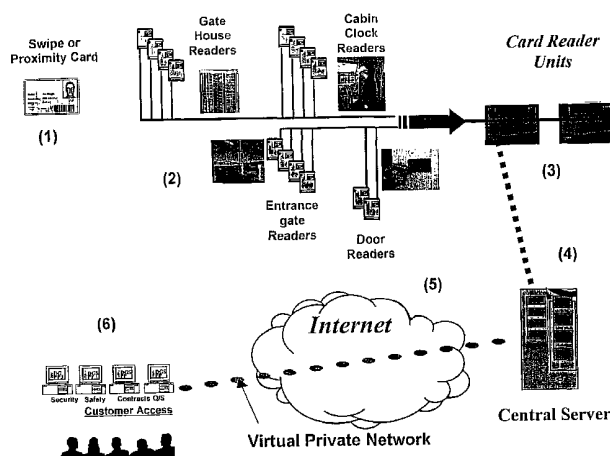 Swipe or
Proximity Card
(1)
Gate
House
Readers
Cabin
Clock
Readers
Card Reader
Units
(2)
Entrance
gate
Readers
Door
Readers
(3)
(4)
(5)
(6)
Internet
Security Safety Contracts Q/S
Customer Access
Virtual Private Network
Central Server